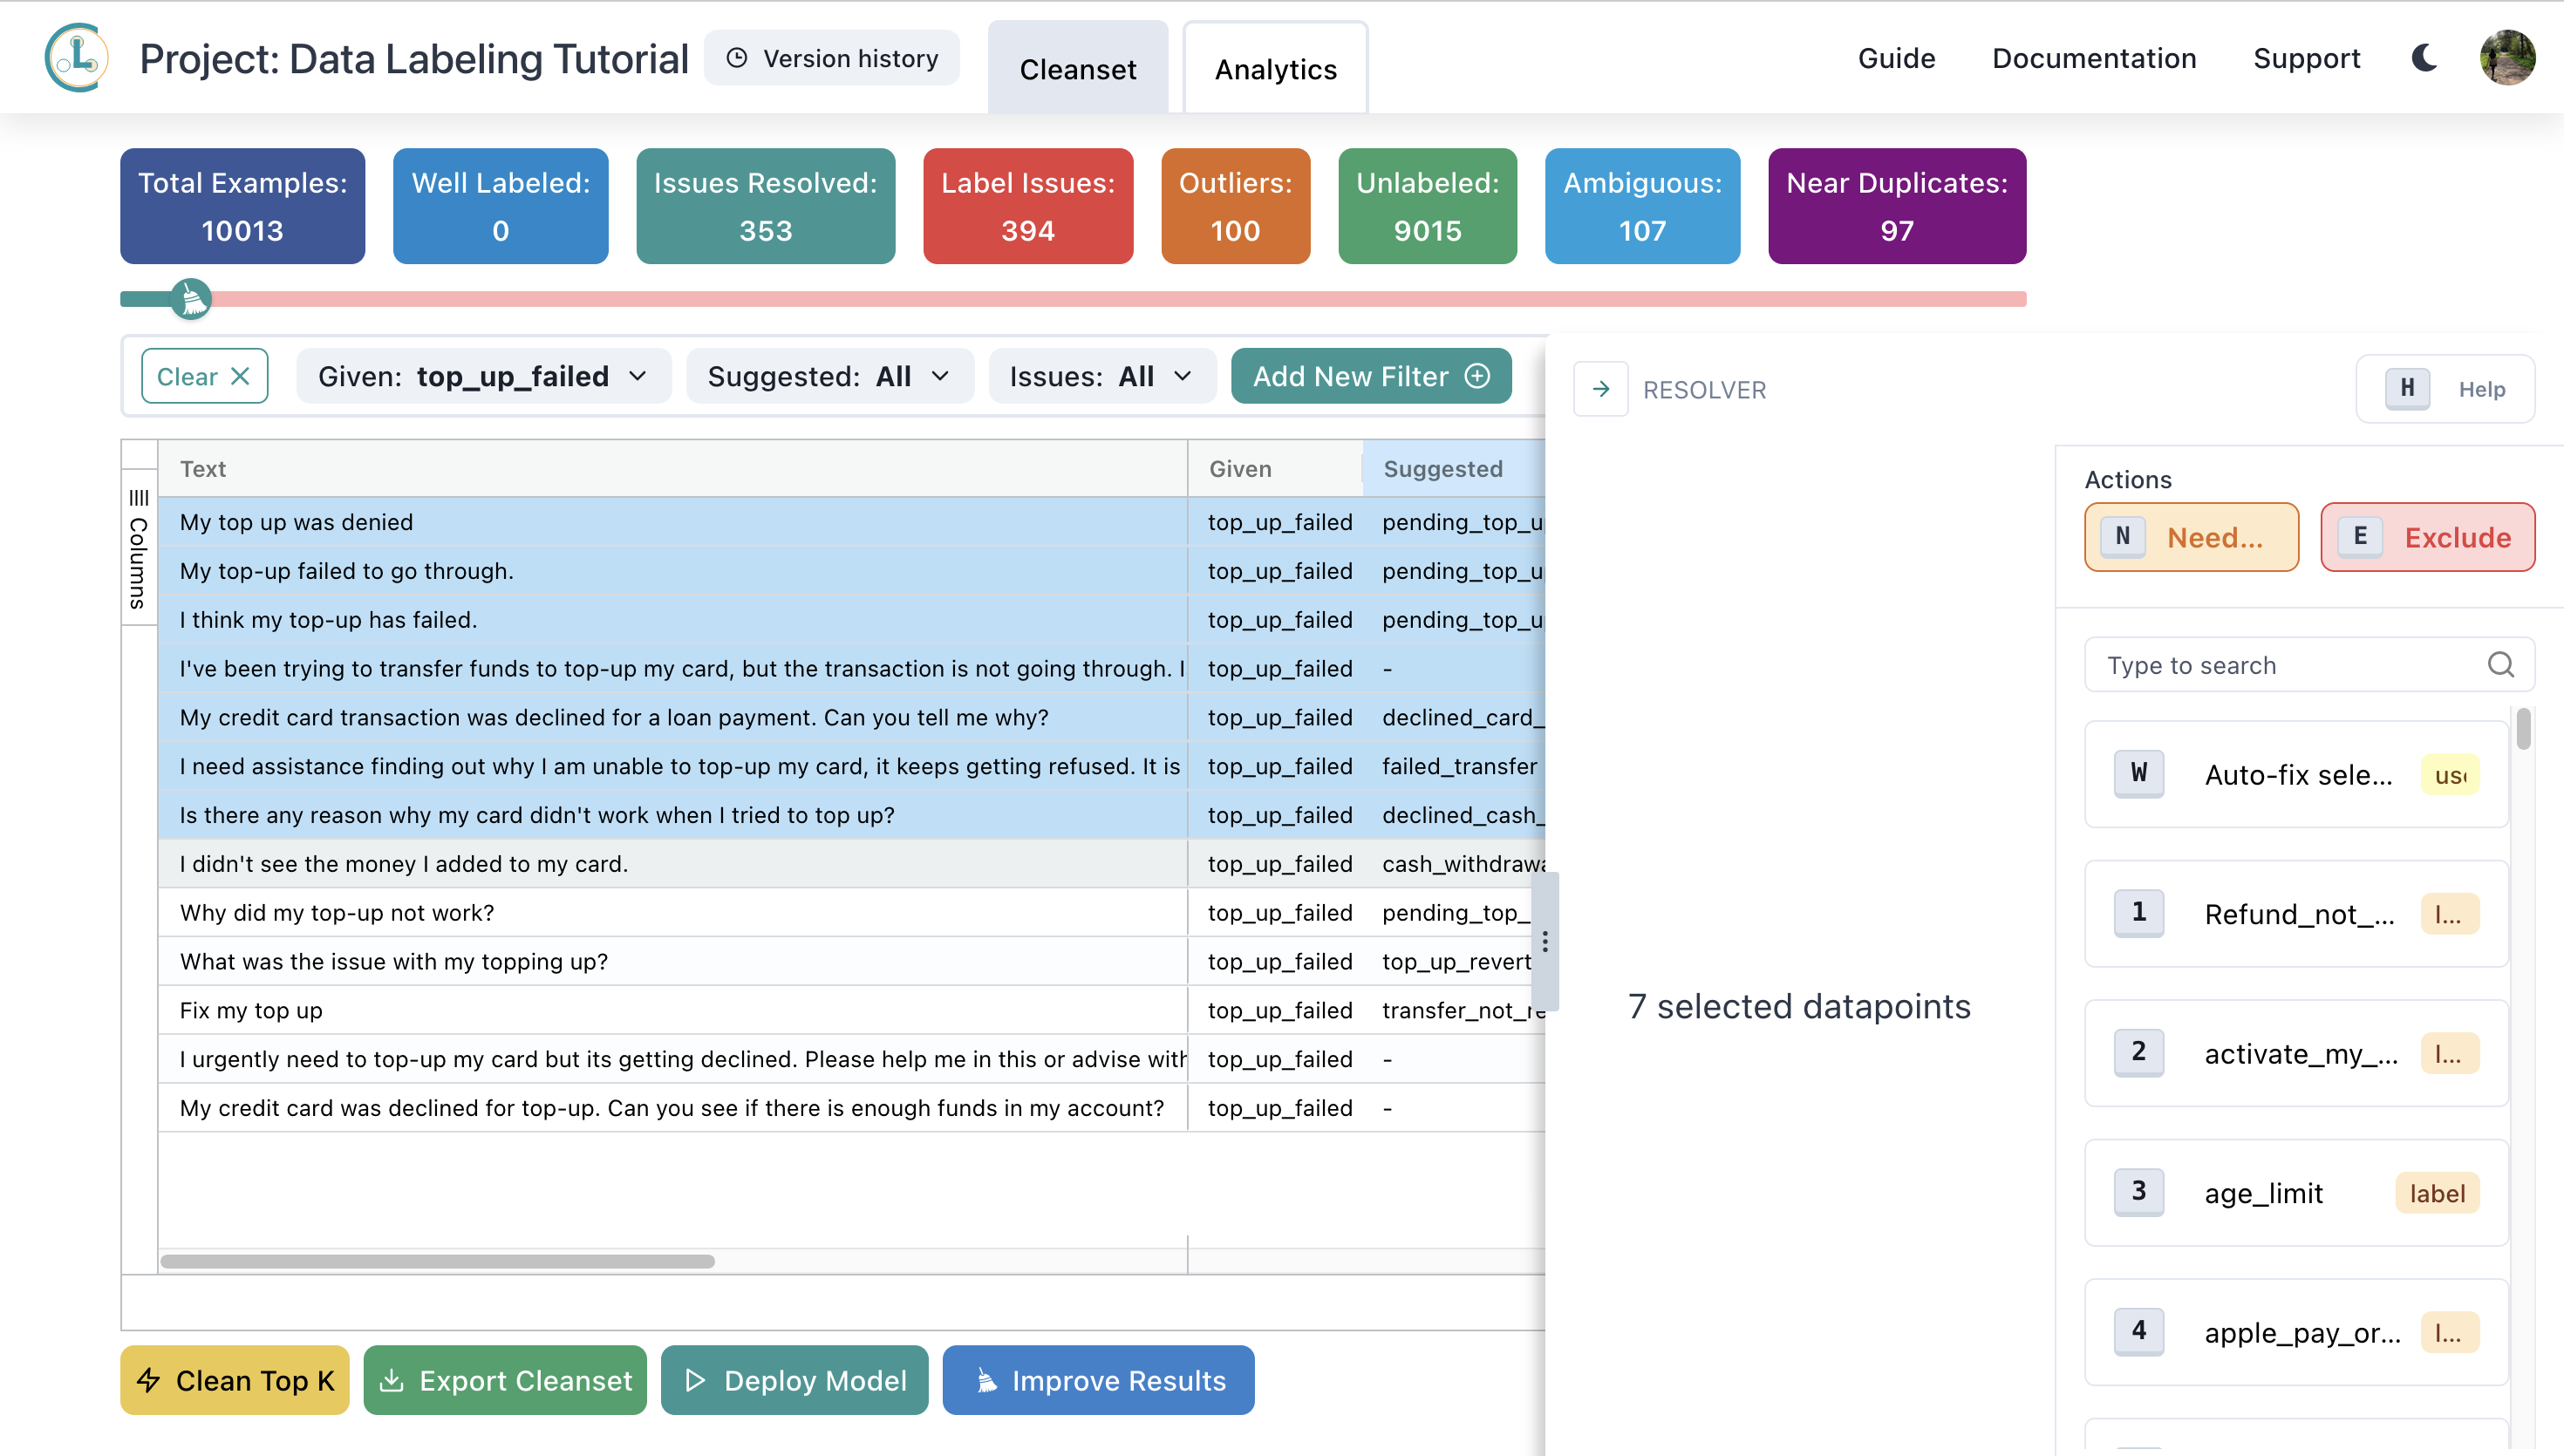 Project: Data Labeling Tutorial
Version history
Cleanset
Analytics
Guide
Documentation
Support
Total Examples:
10013
Well Labeled:
0
Issues Resolved:
353
Label Issues:
394
Outliers:
100
Unlabeled:
9015
Ambiguous:
107
Near Duplicates:
97
Clear
Given: top_up_failed
Suggested: All
Issues: All
Add New Filter
Columns
Text Given Suggested
My top up was denied top_up_failed pending_top_u
My top-up failed to go through. top_up_failed pending_top_u
I think my top-up has failed. top_up_failed pending_top_u
I've been trying to transfer funds to top-up my card, but the transaction is not going through. I top_up_failed -
My credit card transaction was declined for a loan payment. Can you tell me why? top_up_failed declined_card_
I need assistance finding out why I am unable to top-up my card, it keeps getting refused. It is top_up_failed failed_transfer
Is there any reason why my card didn't work when I tried to top up? top_up_failed declined_cash_
I didn't see the money I added to my card. top_up_failed cash_withdrawa
Why did my top-up not work? top_up_failed pending_top_
What was the issue with my topping up? top_up_failed top_up_revert
Fix my top up top_up_failed transfer_not_re
I urgently need to top-up my card but its getting declined. Please help me in this or advise with top_up_failed -
My credit card was declined for top-up. Can you see if there is enough funds in my account? top_up_failed -
Clean Top K
Export Cleanset
Deploy Model
Improve Results
RESOLVER
H Help
7 selected datapoints
Actions
N Need...
E Exclude
Type to search
W Auto-fix sele... use
1 Refund_not_... l...
2 activate_my_... l...
3 age_limit label
4 apple_pay_or... l...